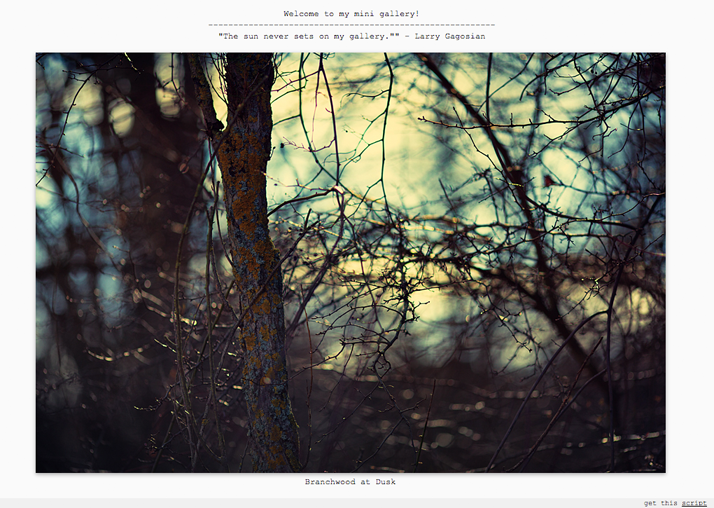 Welcome to my mini gallery!
"The sun never sets on my gallery."" - Larry Gagosian
Branchwood at Dusk
get this script